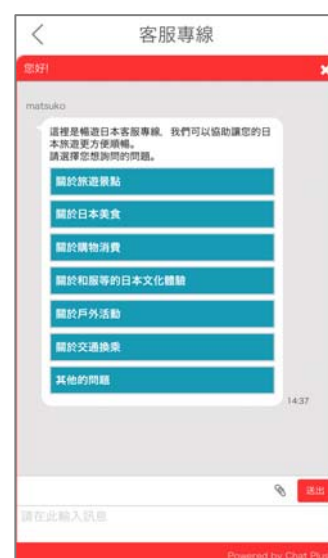 客服專線
您好!
matsuko
這裡是暢遊日本客服專線，我們可以協助讓您的日
本旅遊更方便順暢。
請選擇您想詢問的問題。
關於旅遊景點
關於日本美食
關於購物消費
關於和服等的日本文化體驗
關於戶外活動
關於交通換乘
其他的問題
14:37
送出
請在此輸入訊息
Powered by Chat Plus